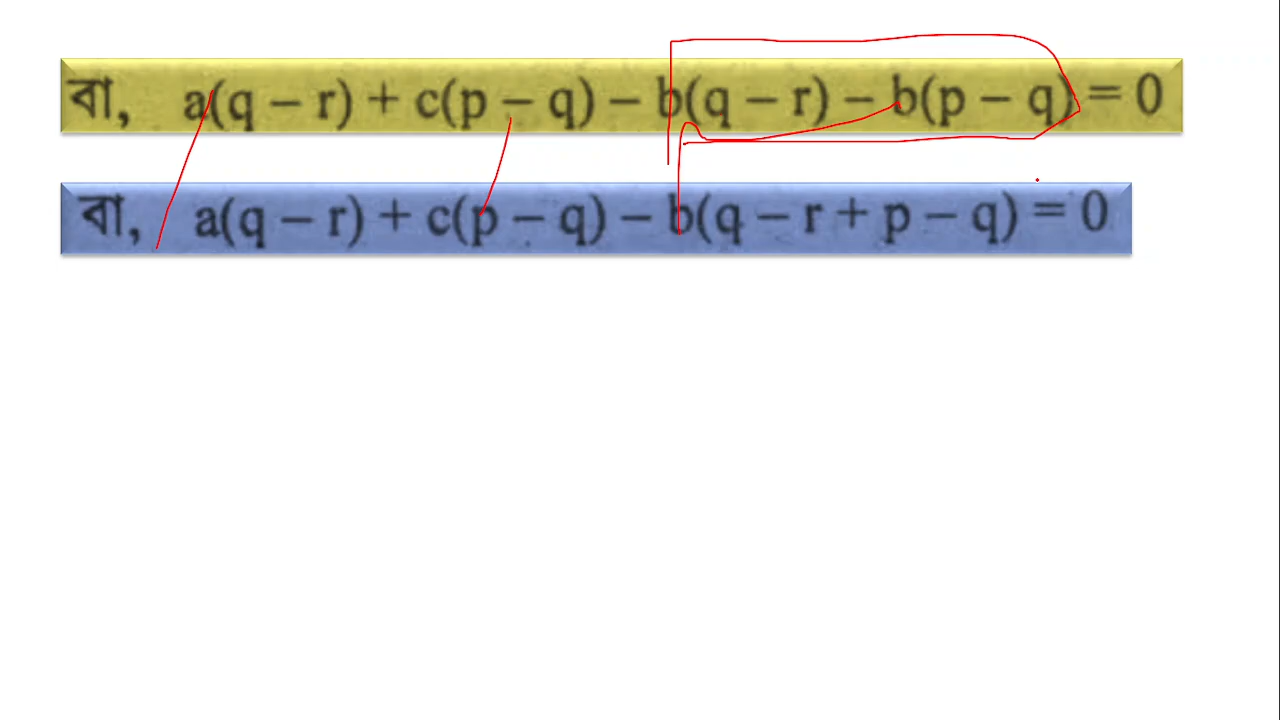 বা, a(q − r) + c(p − q) − b(q − r) − b(p − q) = 0
বা, a(q − r) + c(p − q) − b(q − r + p − q) = 0